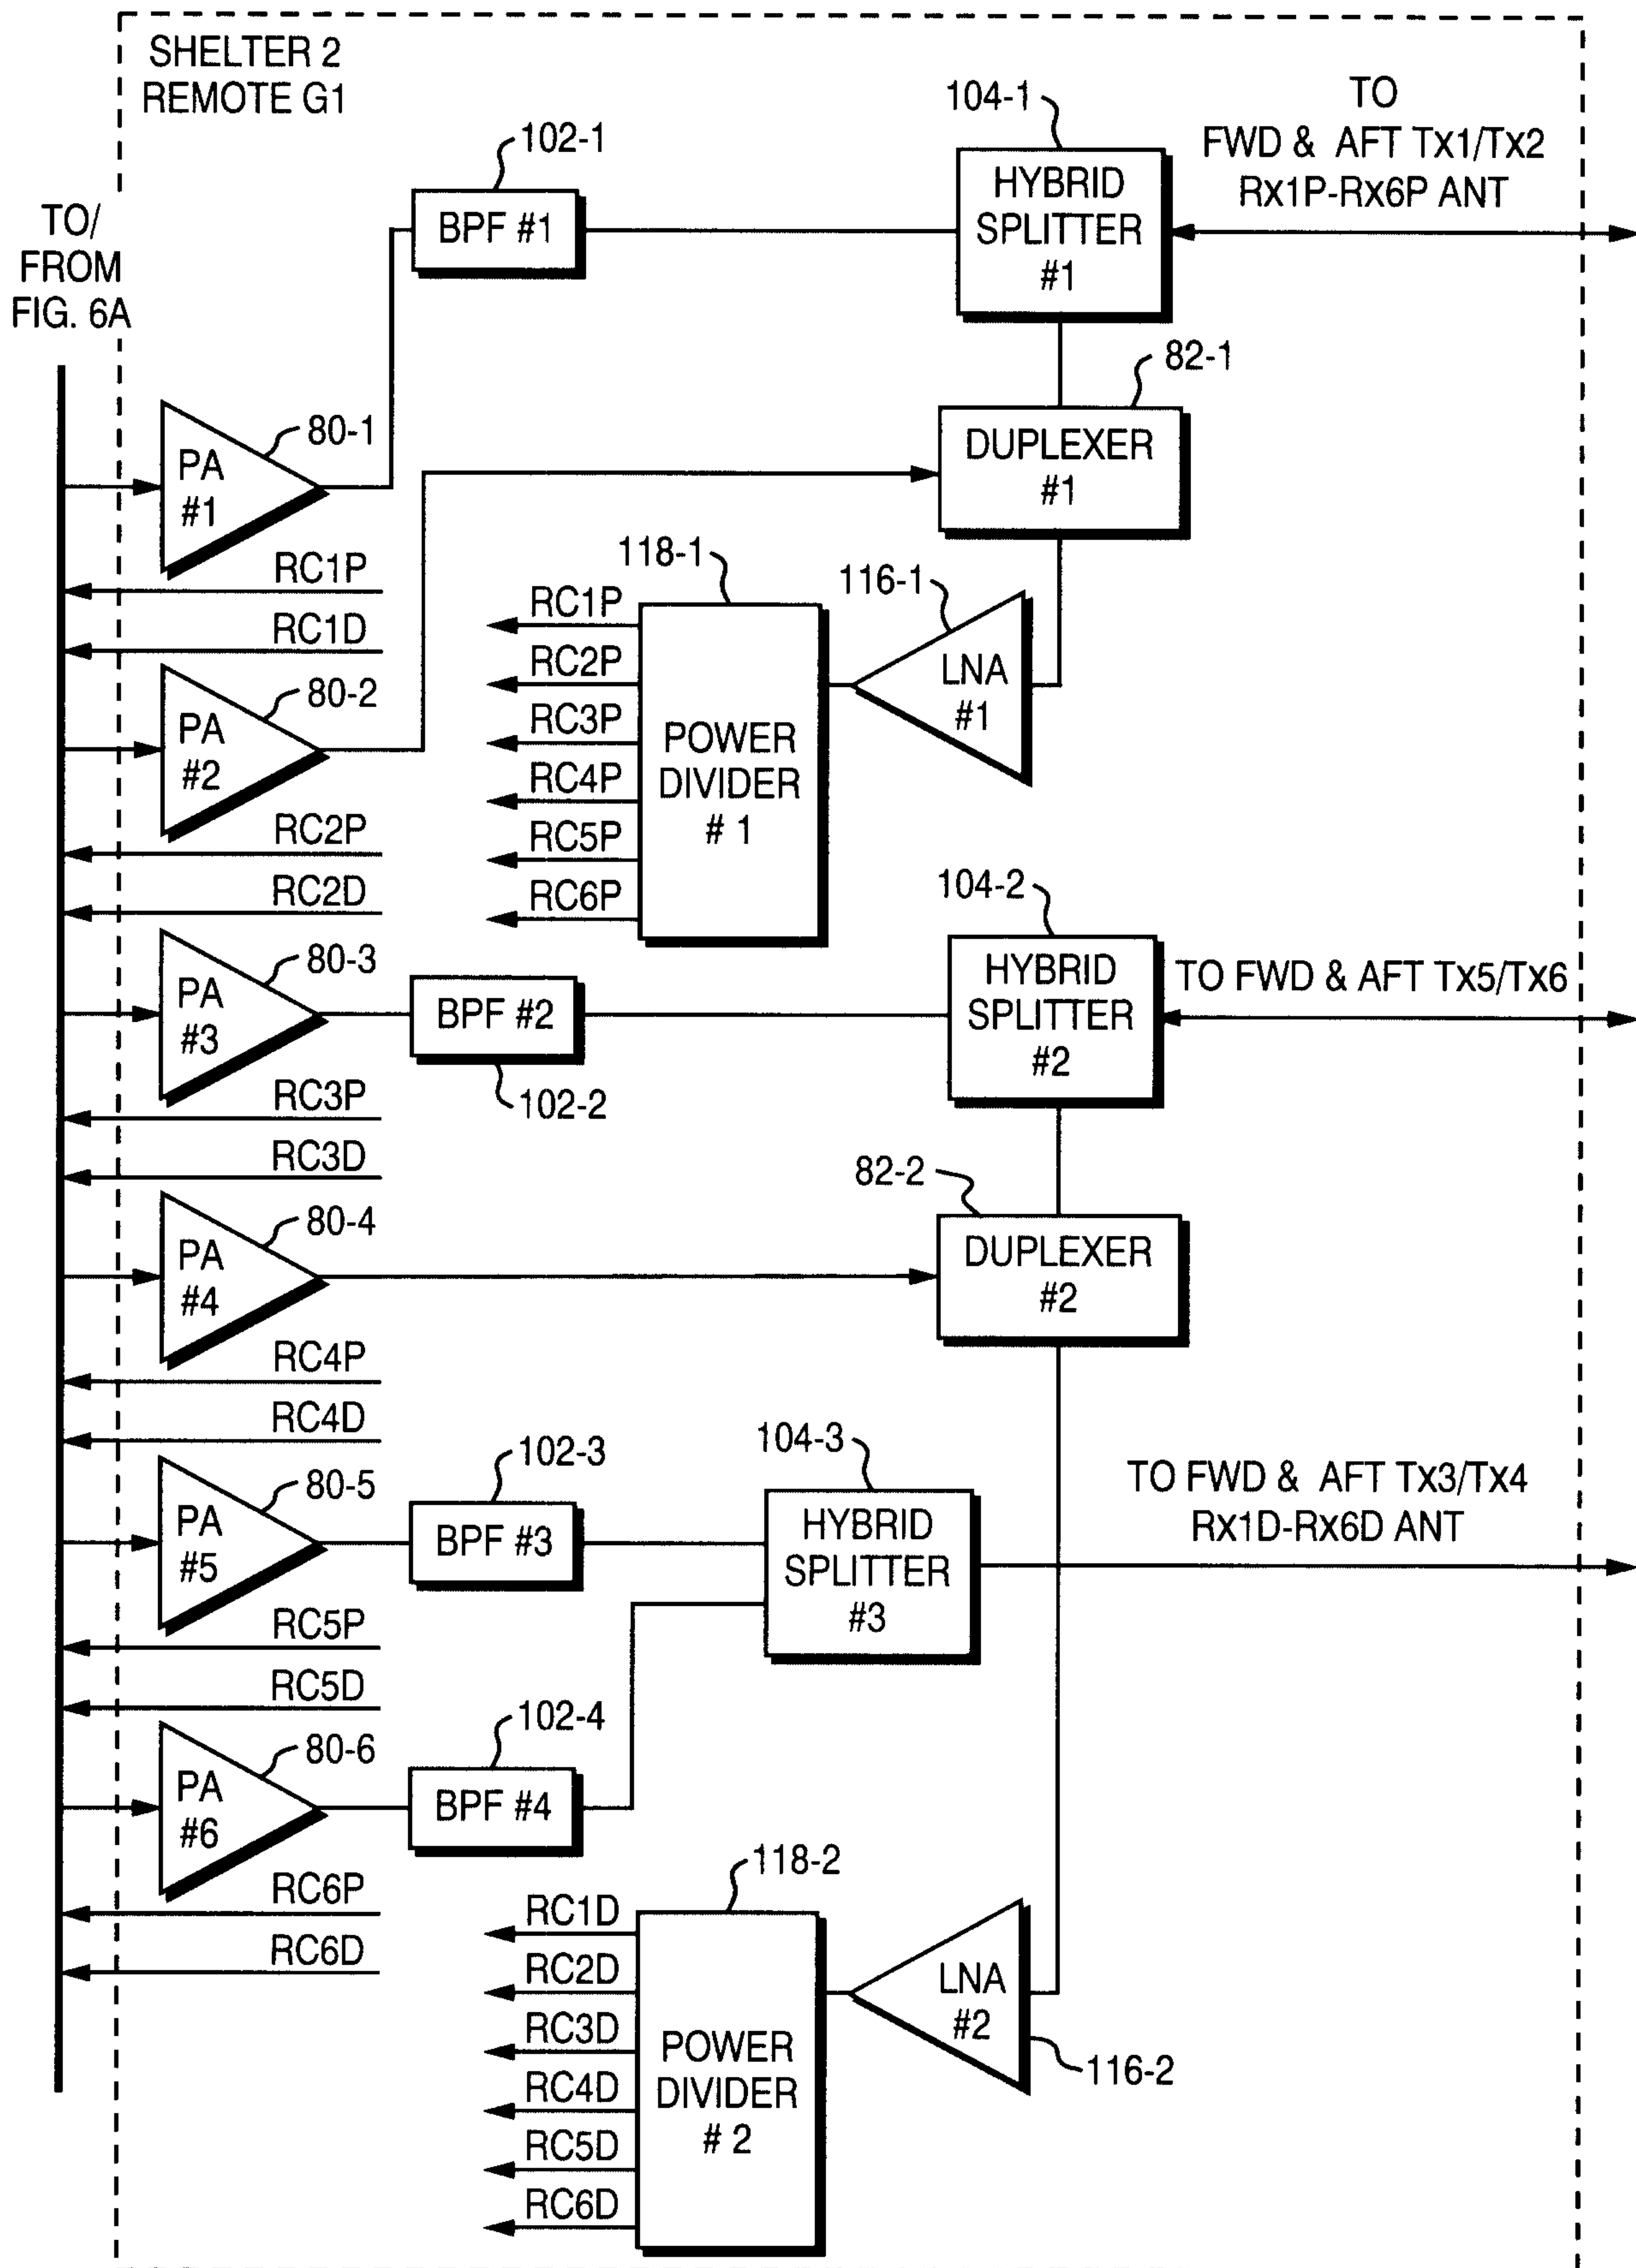 SHELTER 2
REMOTE G1
TO/
FROM
FIG. 6A
102-1
BPF #1
104-1
HYBRID
SPLITTER
#1
TO
FWD & AFT Tx1/Tx2
Rx1P-Rx6P ANT
80-1
PA
#1
82-1
DUPLEXER
#1
RC1P
RC1D
118-1
RC1P
RC2P
RC3P
RC4P
RC5P
RC6P
POWER
DIVIDER
# 1
116-1
LNA
#1
80-2
PA
#2
RC2P
RC2D
80-3
PA
#3
BPF #2
102-2
104-2
HYBRID
SPLITTER
#2
TO FWD & AFT Tx5/Tx6
RC3P
RC3D
80-4
PA
#4
82-2
DUPLEXER
#2
RC4P
RC4D
80-5
PA
#5
102-3
BPF #3
104-3
HYBRID
SPLITTER
#3
TO FWD & AFT Tx3/Tx4
Rx1D-Rx6D ANT
RC5P
RC5D
80-6
PA
#6
102-4
BPF #4
RC6P
RC6D
118-2
RC1D
RC2D
RC3D
RC4D
RC5D
RC6D
POWER
DIVIDER
# 2
LNA
#2
116-2